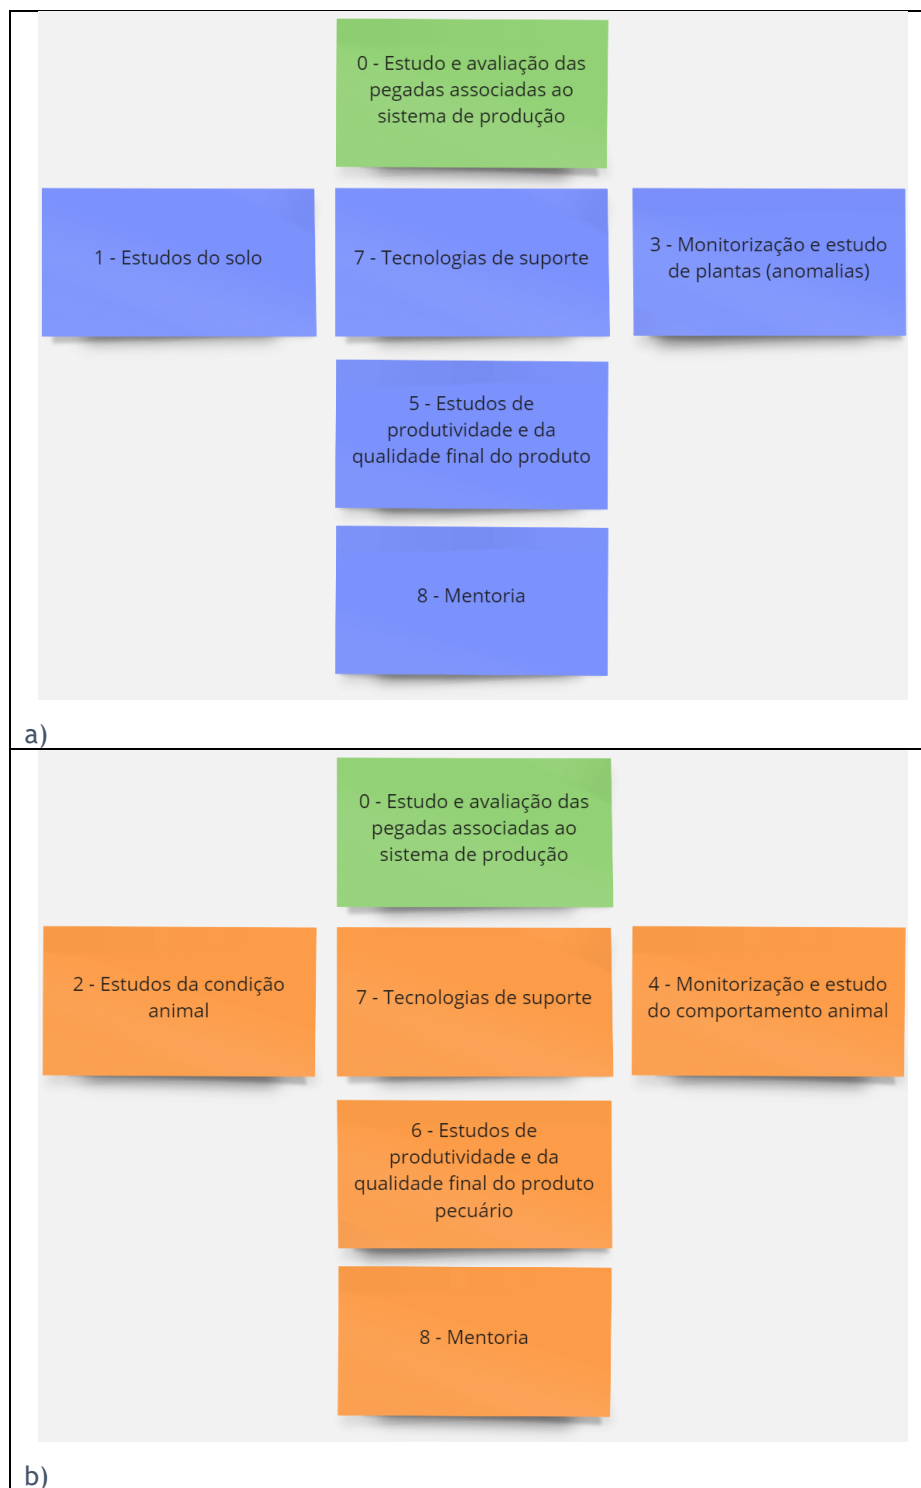 0 - Estudo e avaliação das
pegadas associadas ao
sistema de produção
1 - Estudos do solo
7 - Tecnologias de suporte
3 - Monitorização e estudo
de plantas (anomalias)
5 - Estudos de
produtividade e da
qualidade final do produto
8 - Mentoria
a)
0 - Estudo e avaliação das
pegadas associadas ao
sistema de produção
2 - Estudos da condição
animal
7 - Tecnologias de suporte
4 - Monitorização e estudo
do comportamento animal
6 - Estudos de
produtividade e da
qualidade final do produto
pecuário
8 - Mentoria
b)